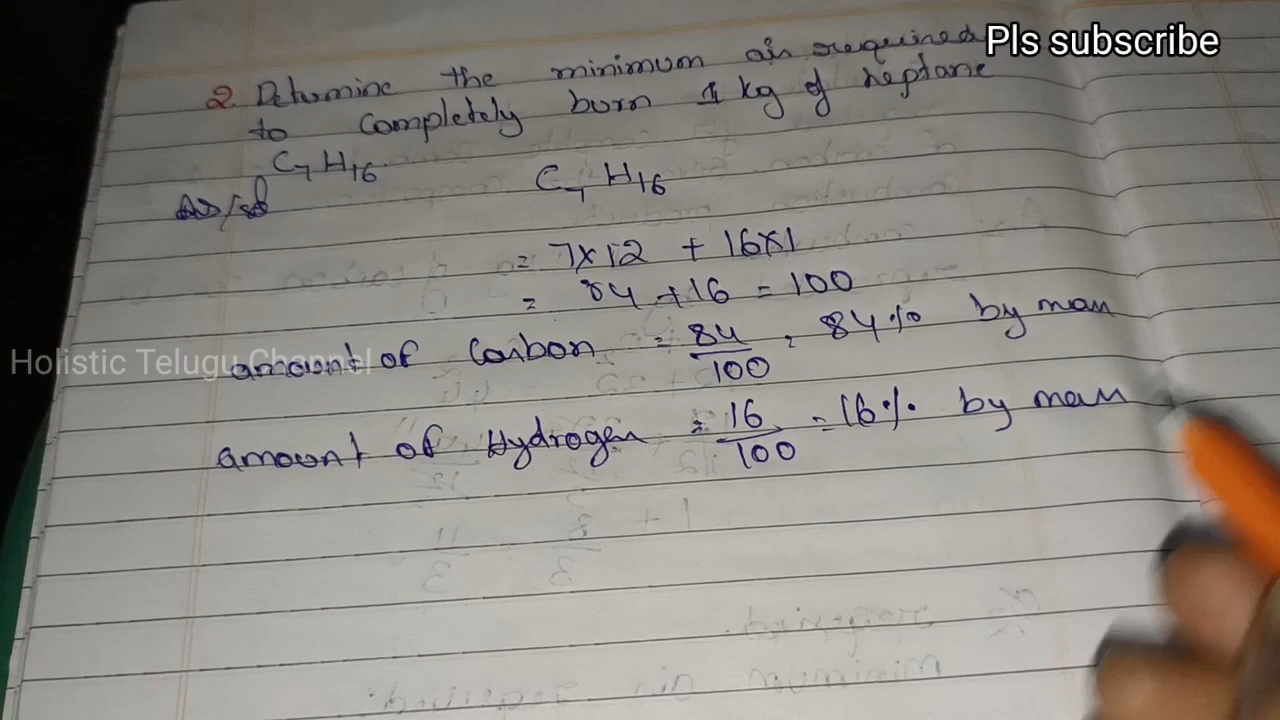 Pls subscribe
2. Determine the minimum air required
to completely burn 1 kg of heptane
C7H16
C7H16
= 7x12 + 16x1
= 84 +16 = 100
amount of Carbon = 84/100 = 84% by mass
Holistic Telugu Channel
amount of Hydrogen = 16/100 = 16% by mass